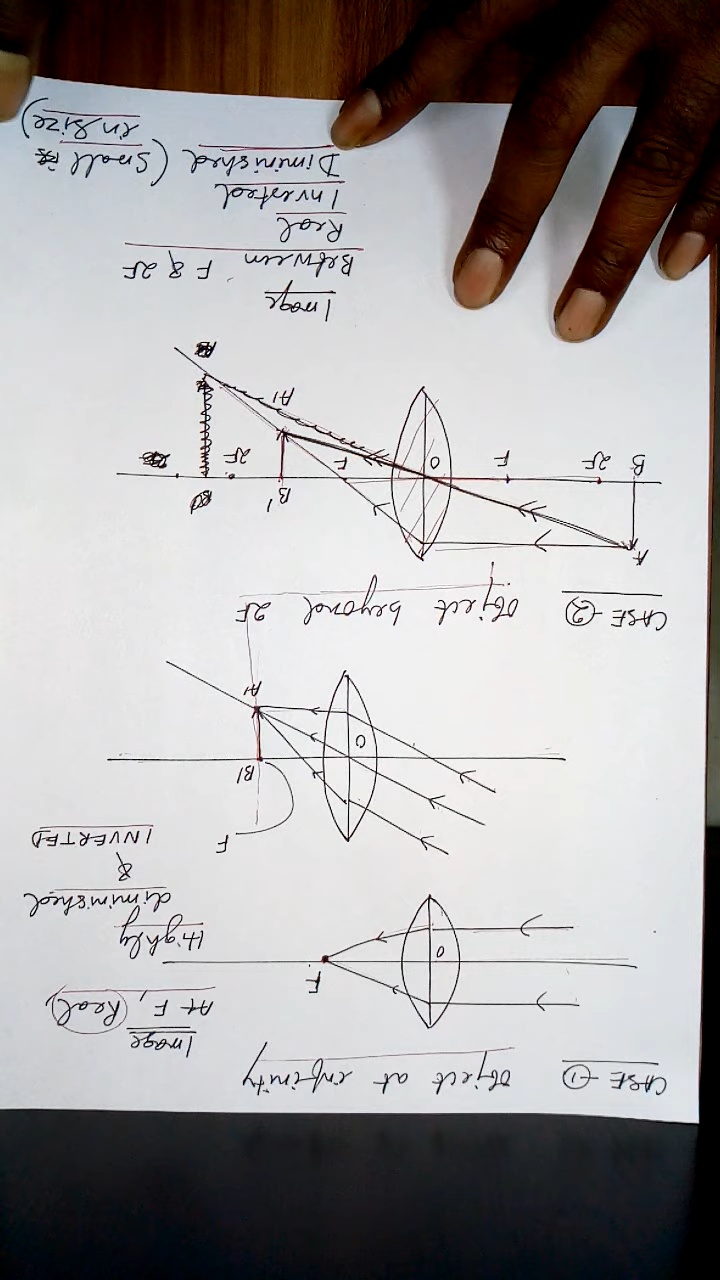 CASE-① Object at infinity
Image
At F, Real,
Highly
diminished
&
INVERTED
O
F
F
B'
O
A'
CASE-② Object beyond 2F
A
B
2F
F
O
F
B'
2F
A'
Image
Between F & 2F
Real
Inverted
Diminished (Small
in size)